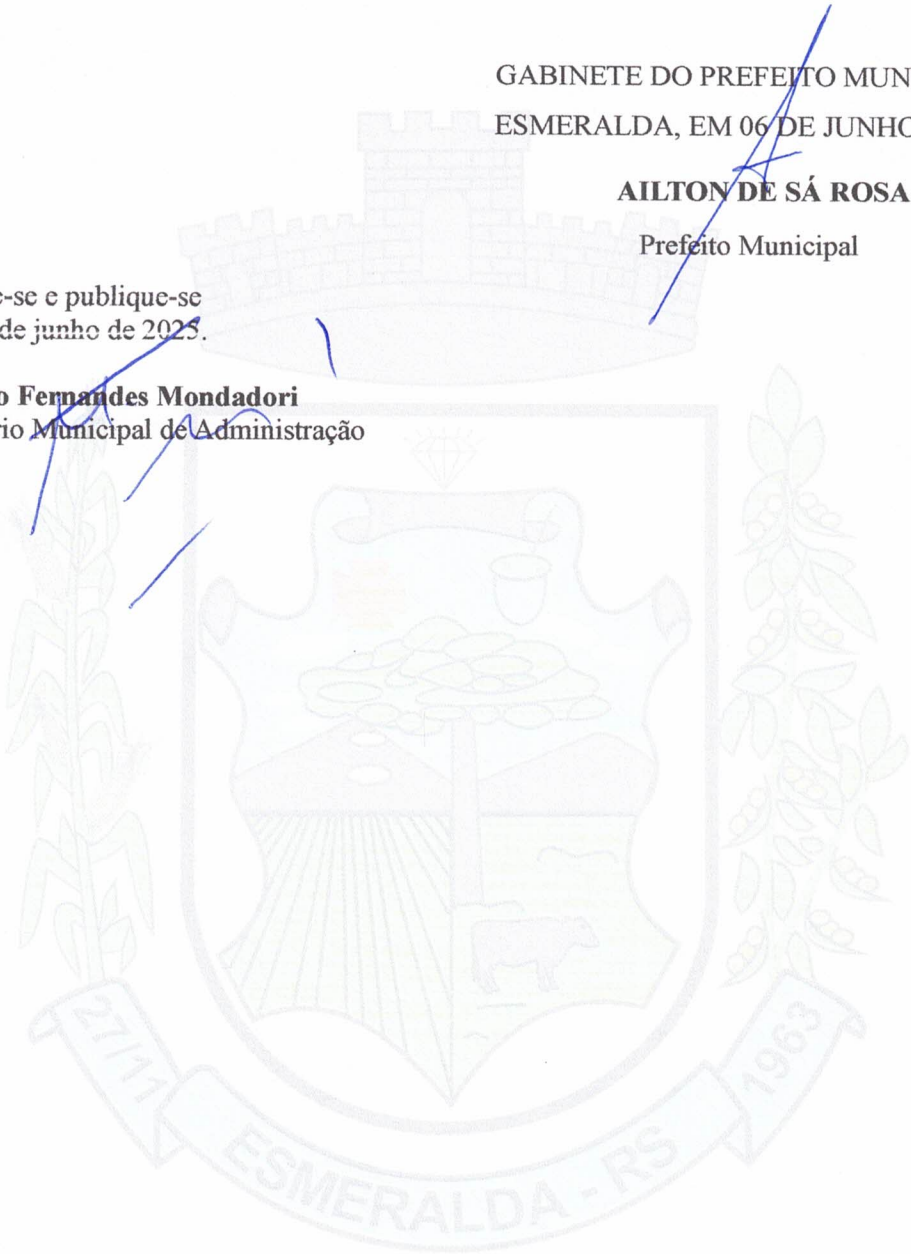 GABINETE DO PREFEITO MUN
ESMERALDA, EM 06 DE JUNHO
AILTON DE SÁ ROSA
Prefeito Municipal
e-se e publique-se
de junho de 2025.
o Fernandes Mondadori
rio Municipal de Administração
27/11
ESMERALDA - RS
1963